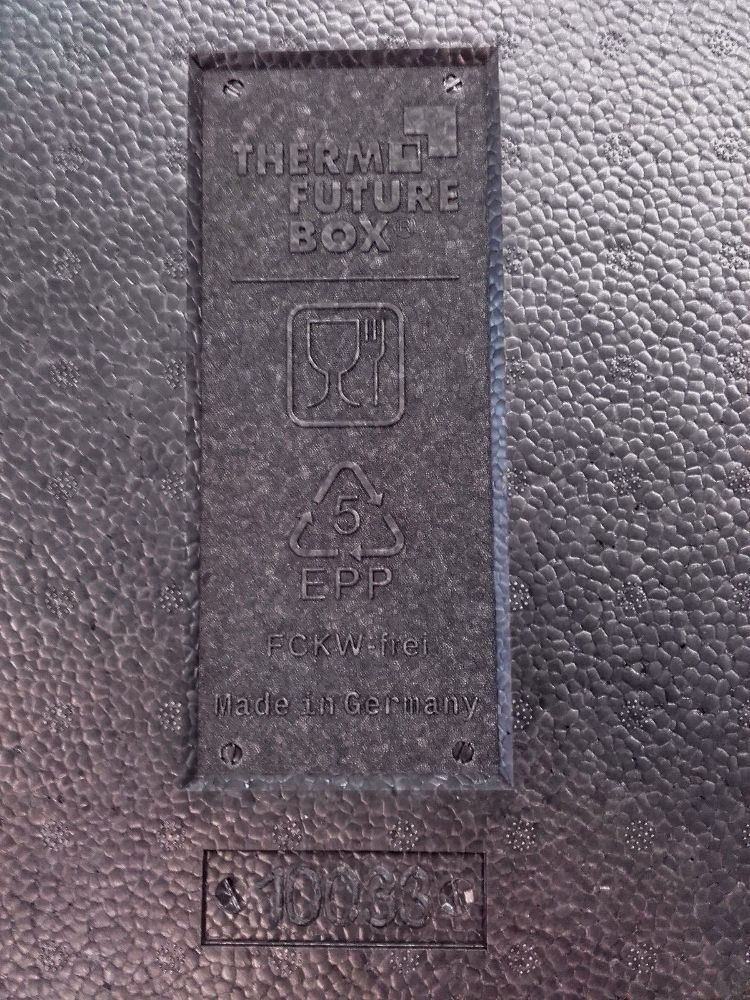 THERMO
FUTURE
BOX®
5
EPP
FCKW-frei
Made in Germany
10033